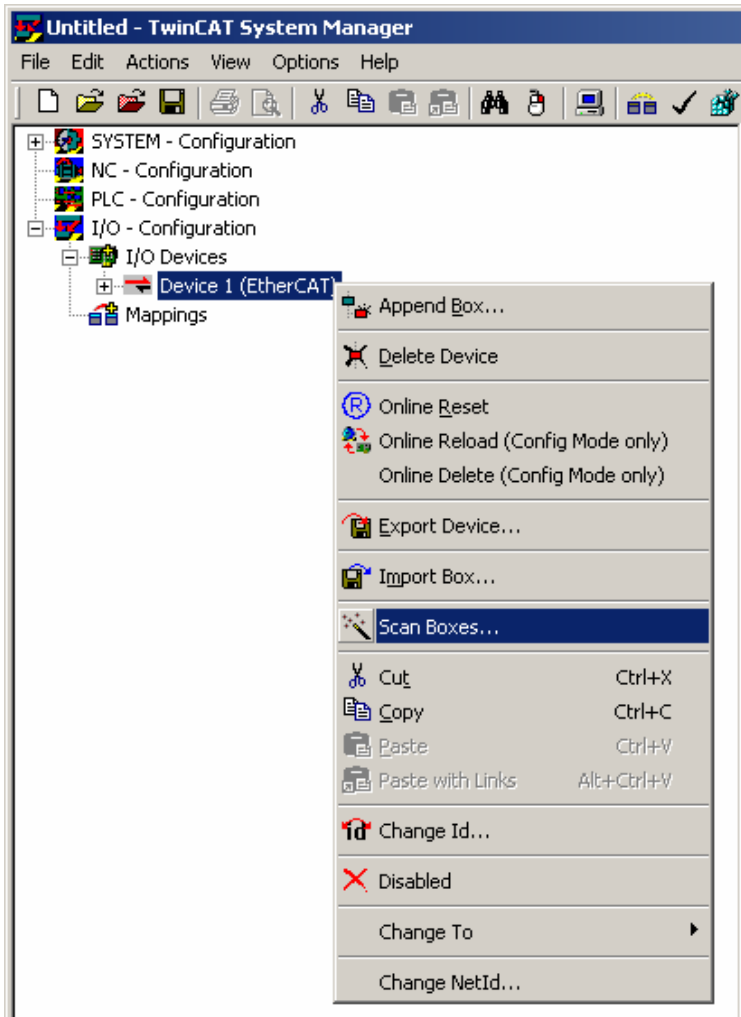 Untitled - TwinCAT System Manager
File Edit Actions View Options Help
SYSTEM - Configuration
NC - Configuration
PLC - Configuration
I/O - Configuration
I/O Devices
Device 1 (EtherCAT)
Mappings
Append Box...
Delete Device
Online Reset
Online Reload (Config Mode only)
Online Delete (Config Mode only)
Export Device...
Import Box...
Scan Boxes...
Cut Ctrl+X
Copy Ctrl+C
Paste Ctrl+V
Paste with Links Alt+Ctrl+V
Change Id...
Disabled
Change To
Change NetId...